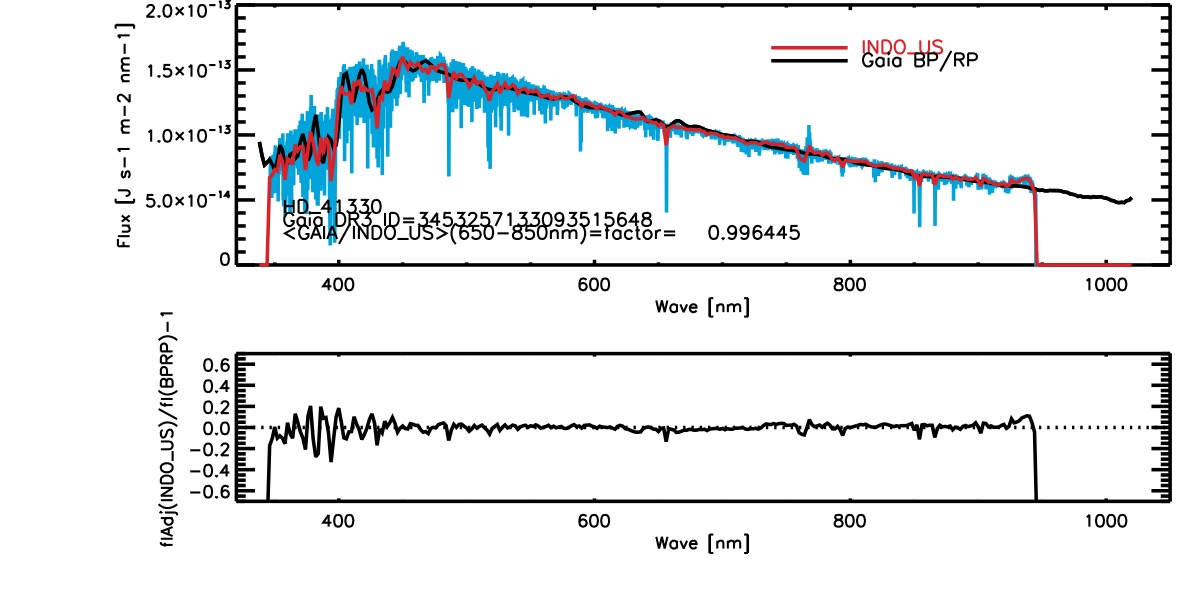 2.0×10−13
1.5×10−13
1.0×10−13
5.0×10−14
0
Flux [J s−1 m−2 nm−1]
INDO_US
Gaia BP/RP
HD_41330
Gaia DR3 ID=3453257133093515648
<GAIA/INDO_US>(650−850nm)=factor= 0.996445
400 600 800 1000
Wave [nm]
0.6
0.4
0.2
0.0
−0.2
−0.4
−0.6
flAdj(INDO_US)/fl(BPRP)−1
400 600 800 1000
Wave [nm]